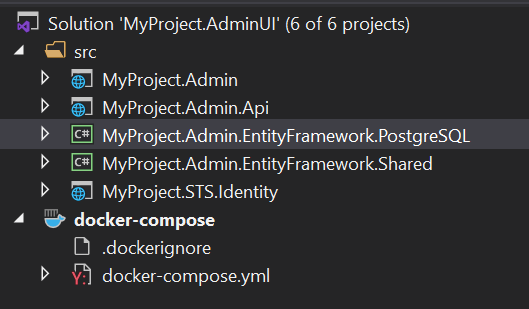 Solution 'MyProject.AdminUI' (6 of 6 projects)
src
MyProject.Admin
MyProject.Admin.Api
C# MyProject.Admin.EntityFramework.PostgreSQL
C# MyProject.Admin.EntityFramework.Shared
MyProject.STS.Identity
docker-compose
.dockerignore
Y: docker-compose.yml